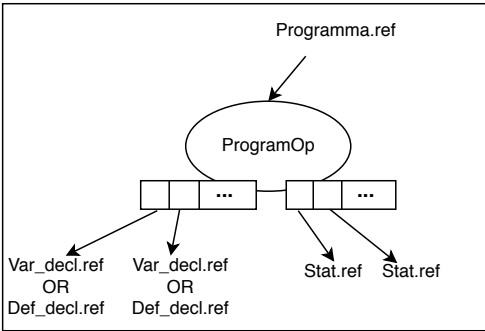 Programma.ref
ProgramOp
... ...
Var_decl.ref Var_decl.ref Stat.ref Stat.ref
OR OR
Def_decl.ref Def_decl.ref